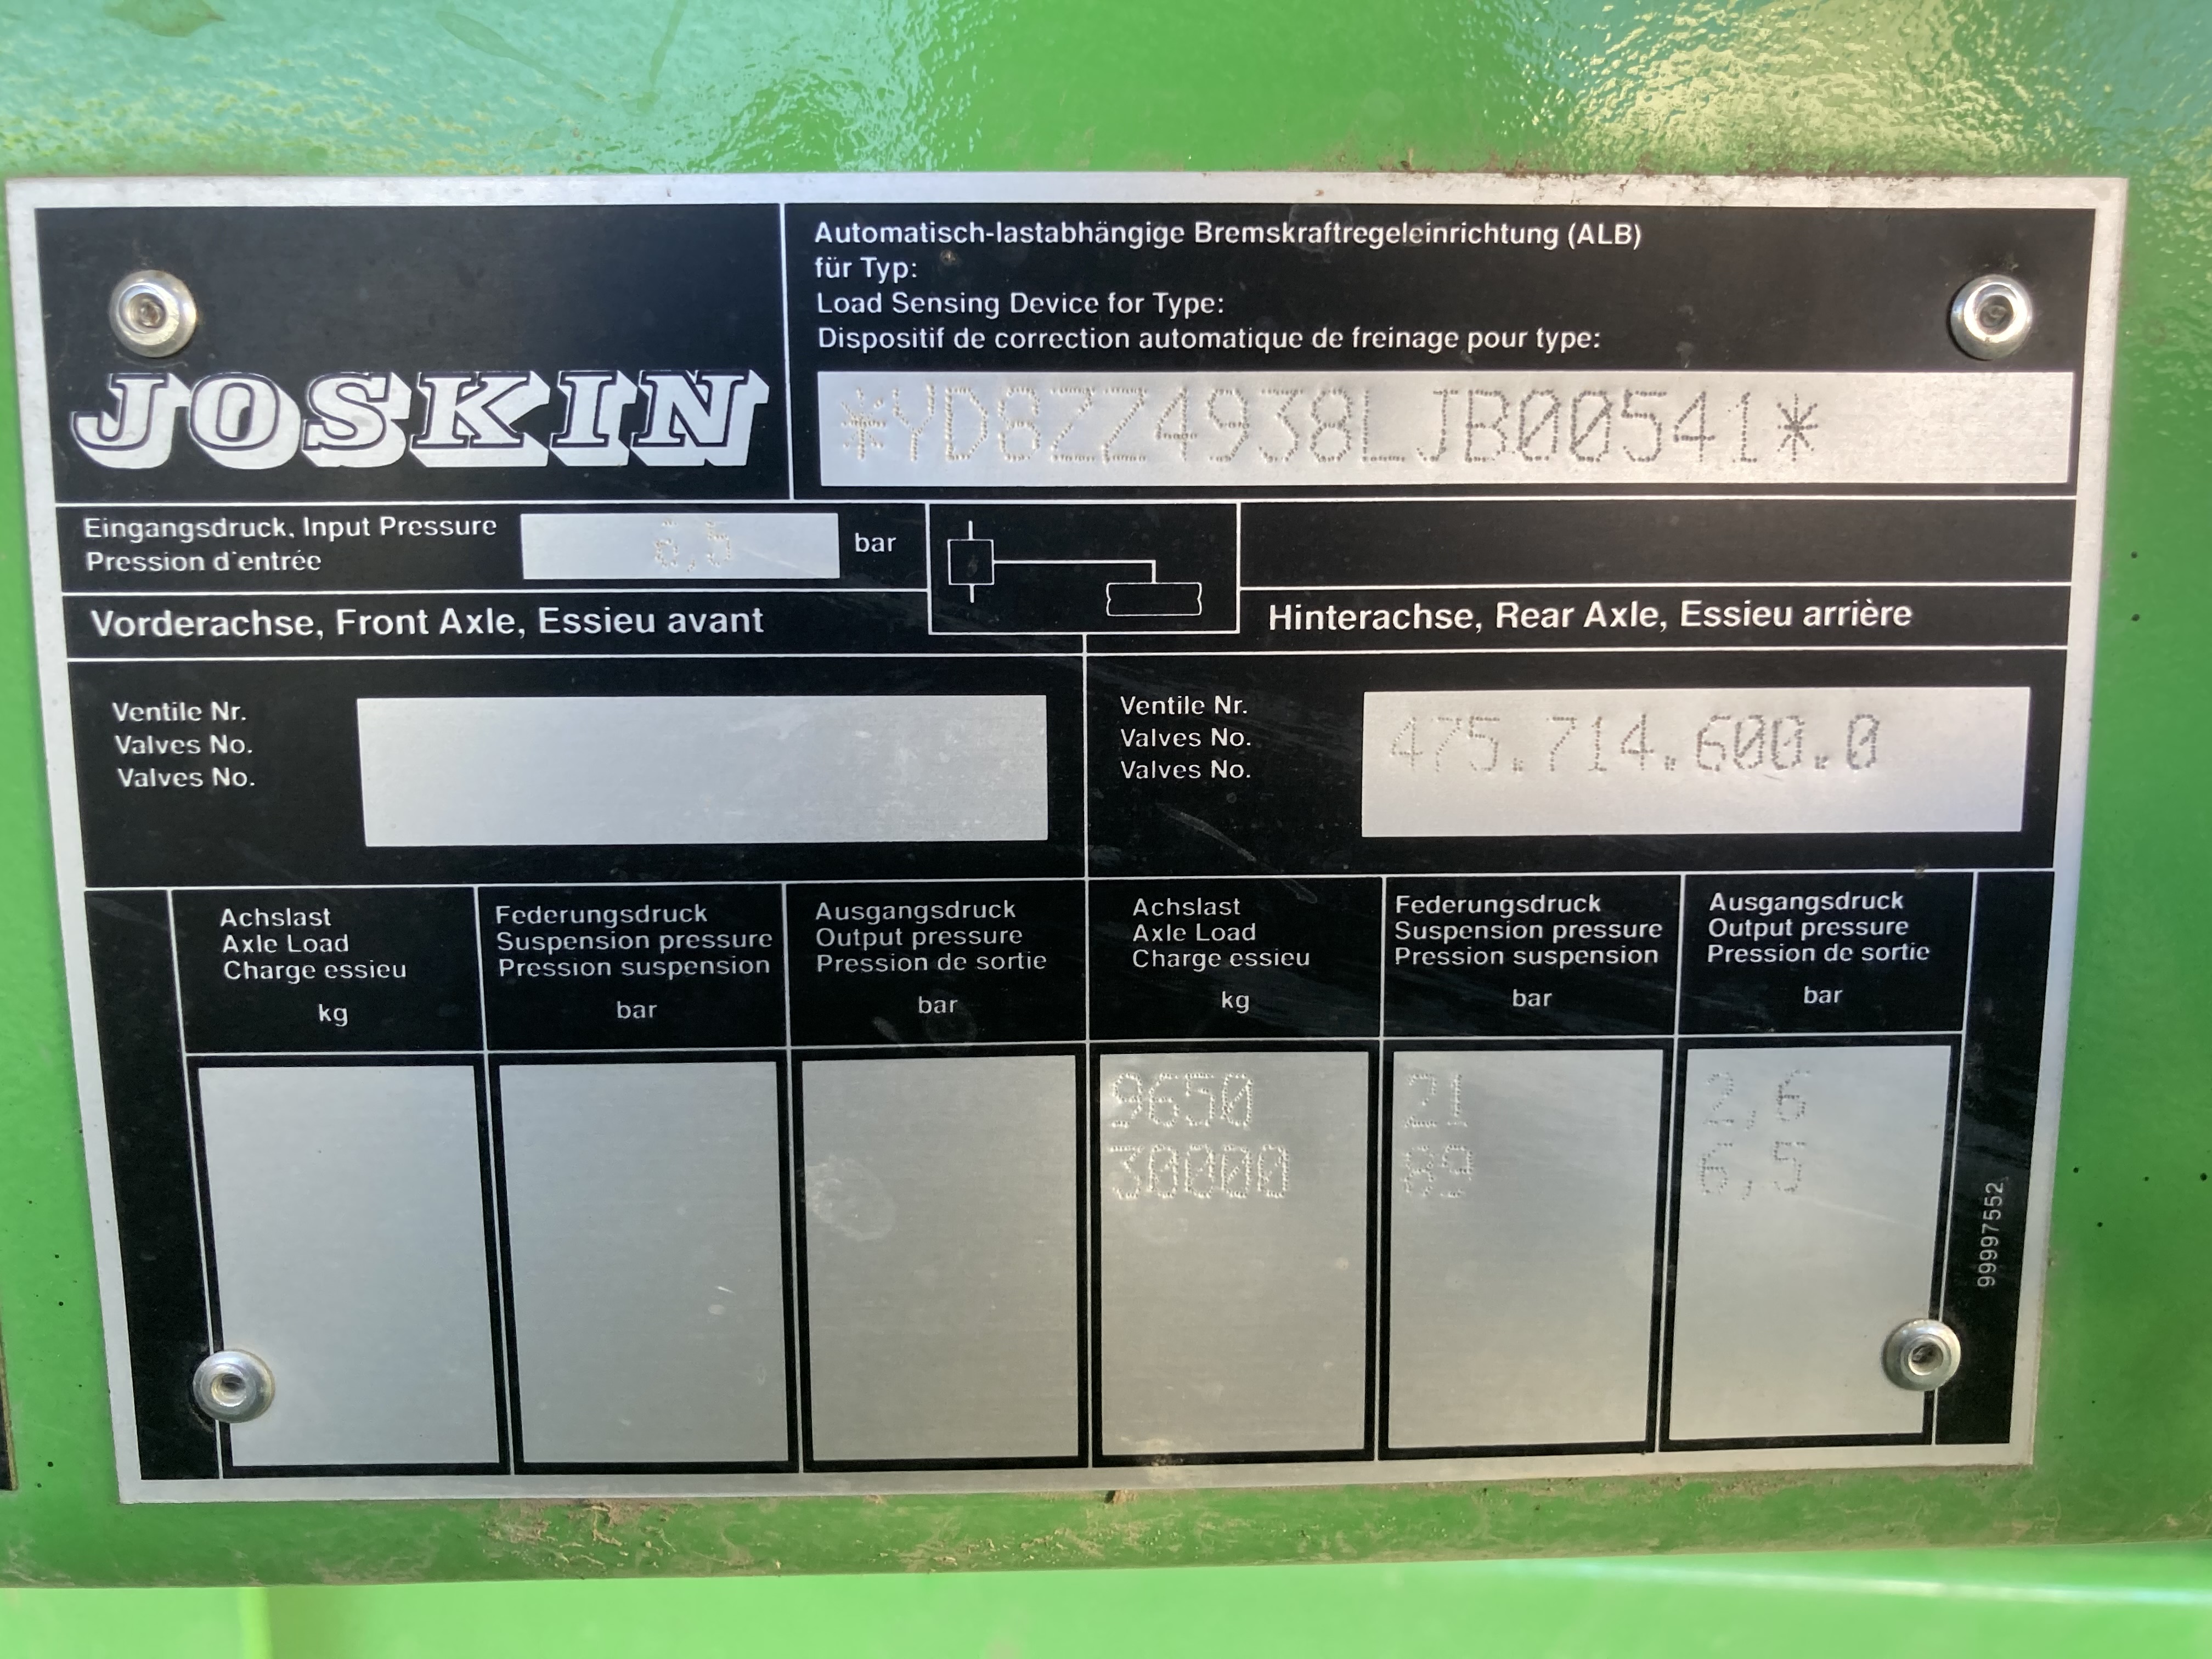 JOSKIN
Automatisch-lastabhängige Bremskraftregeleinrichtung (ALB)
für Typ:
Load Sensing Device for Type:
Dispositif de correction automatique de freinage pour type:
*YD8ZZ4938LJB00541*
Eingangsdruck, Input Pressure
Pression d'entrée
bar
Vorderachse, Front Axle, Essieu avant
Hinterachse, Rear Axle, Essieu arrière
Ventile Nr.
Valves No.
Valves No.
Ventile Nr.
Valves No.
Valves No.
475.714.600.0
Achslast
Axle Load
Charge essieu
kg
Federungsdruck
Suspension pressure
Pression suspension
bar
Ausgangsdruck
Output pressure
Pression de sortie
bar
Achslast
Axle Load
Charge essieu
kg
Federungsdruck
Suspension pressure
Pression suspension
bar
Ausgangsdruck
Output pressure
Pression de sortie
bar
9650 21 2,6
30000 89 6,5
99997552